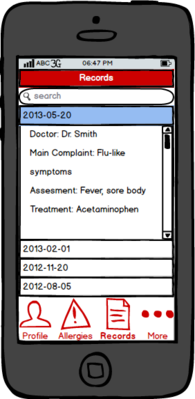 ABC 3G 06:47 PM
Records
search
2013-05-20
Doctor: Dr. Smith
Main Complaint: Flu-like
symptoms
Assesment: Fever, sore body
Treatment: Acetaminophen
2013-02-01
2012-11-20
2012-08-05
Profile Allergies Records More